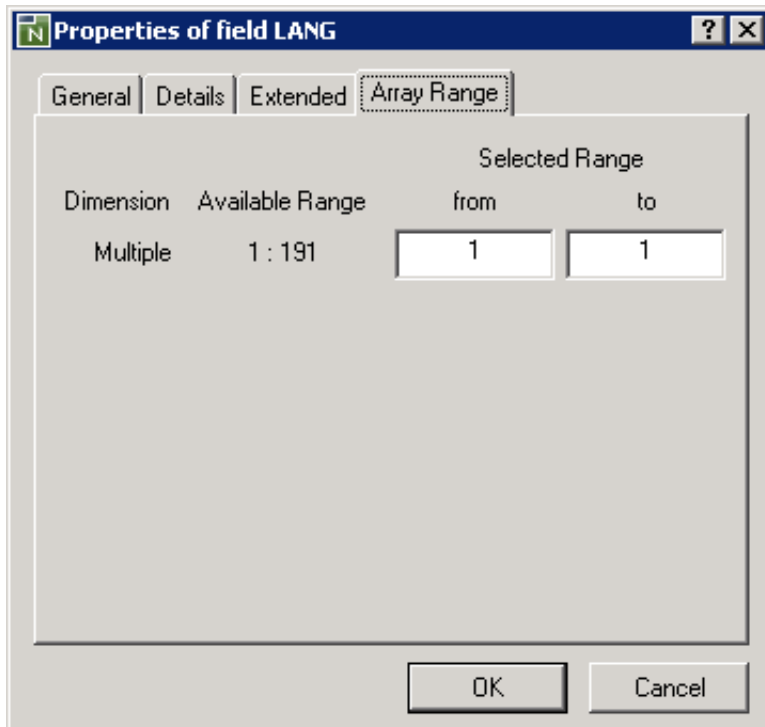 N Properties of field LANG ? X
General Details Extended Array Range
Selected Range
Dimension Available Range from to
Multiple 1 : 191 1 1
OK Cancel